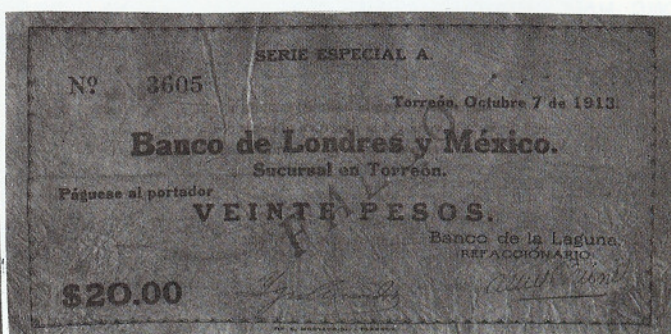 SERIE ESPECIAL A.
Nº 3605
Torreón, Octubre 7 de 1913.
Banco de Londres y México.
Sucursal en Torreón.
Páguese al portador
VEINTE PESOS.
Banco de la Laguna,
REFACCIONARIO.
$20.00
FALSO